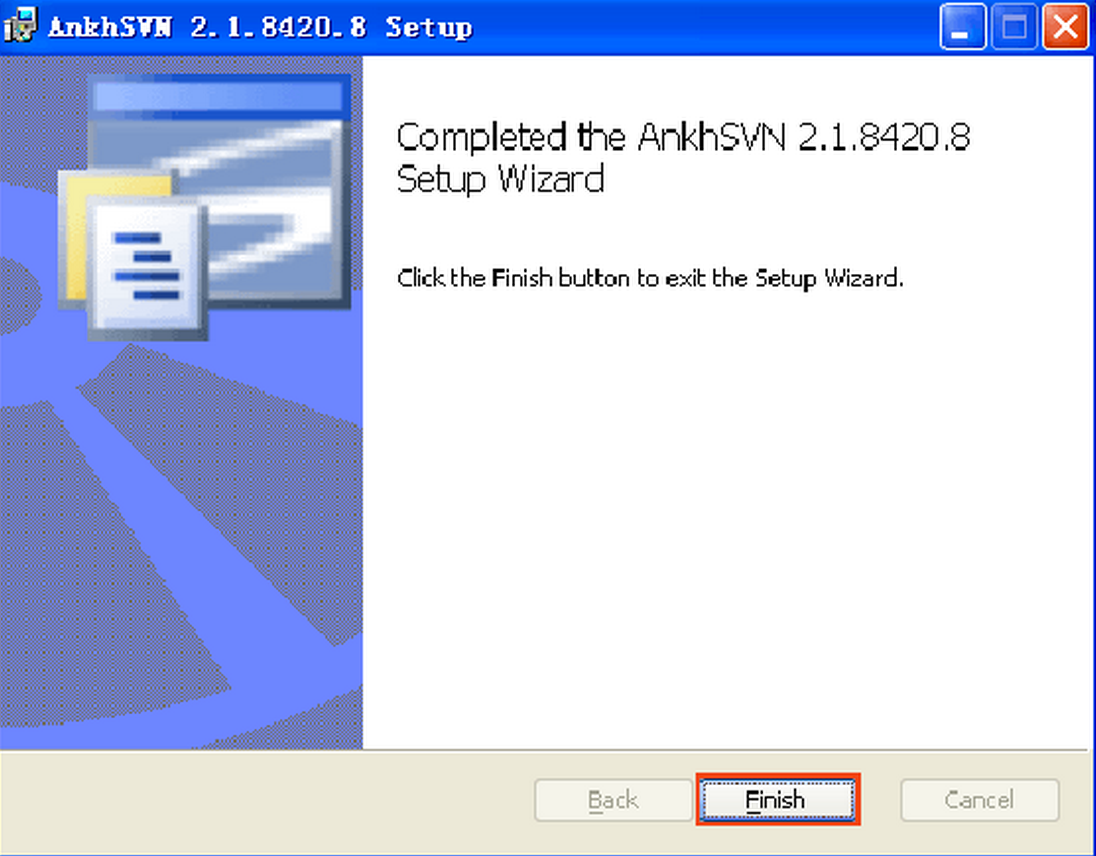 AnkhSVN 2.1.8420.8 Setup
Completed the AnkhSVN 2.1.8420.8
Setup Wizard
Click the Finish button to exit the Setup Wizard.
Back
Finish
Cancel